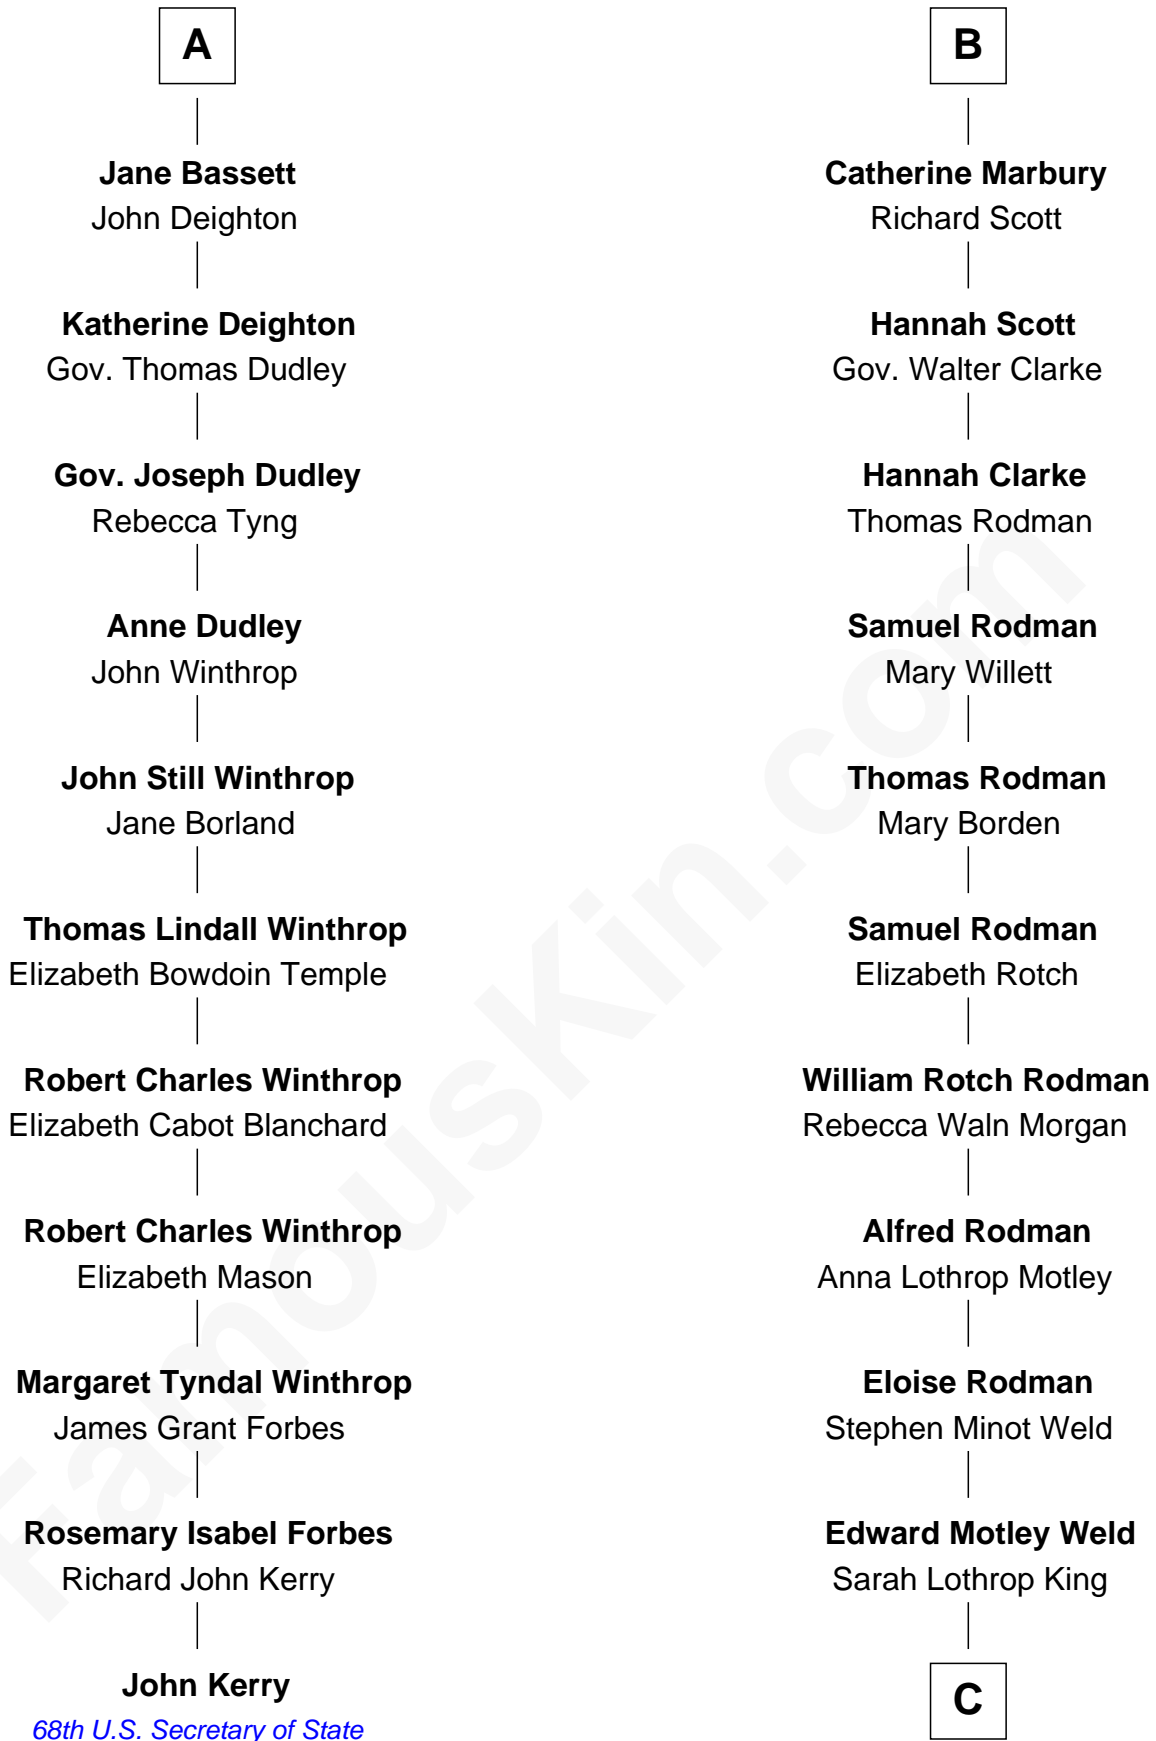 A
Jane Bassett
John Deighton
Katherine Deighton
Gov. Thomas Dudley
Gov. Joseph Dudley
Rebecca Tyng
Anne Dudley
John Winthrop
John Still Winthrop
Jane Borland
Thomas Lindall Winthrop
Elizabeth Bowdoin Temple
Robert Charles Winthrop
Elizabeth Cabot Blanchard
Robert Charles Winthrop
Elizabeth Mason
Margaret Tyndal Winthrop
James Grant Forbes
Rosemary Isabel Forbes
Richard John Kerry
John Kerry
68th U.S. Secretary of State
B
Catherine Marbury
Richard Scott
Hannah Scott
Gov. Walter Clarke
Hannah Clarke
Thomas Rodman
Samuel Rodman
Mary Willett
Thomas Rodman
Mary Borden
Samuel Rodman
Elizabeth Rotch
William Rotch Rodman
Rebecca Waln Morgan
Alfred Rodman
Anna Lothrop Motley
Eloise Rodman
Stephen Minot Weld
Edward Motley Weld
Sarah Lothrop King
C
FamousKin.com